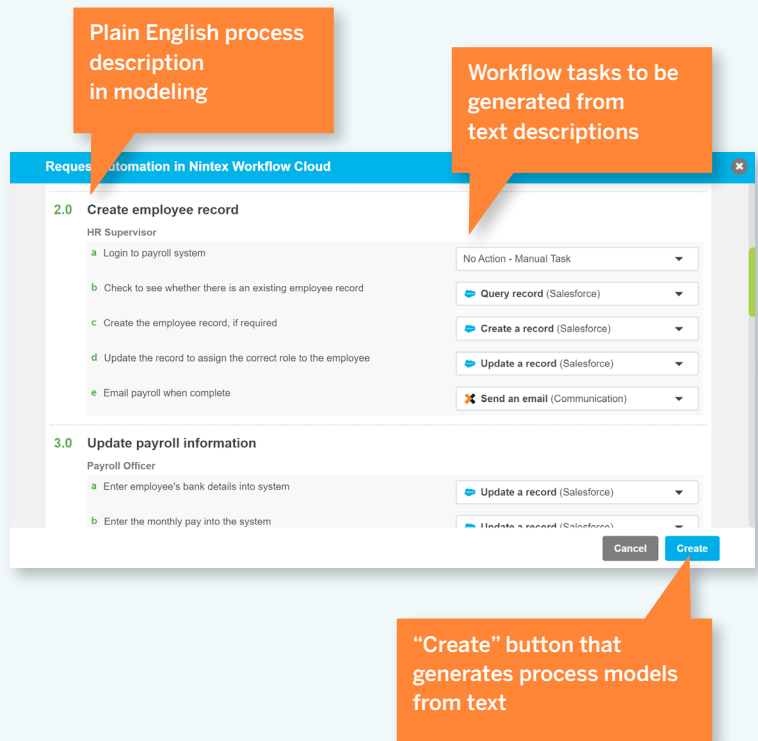 Plain English process
description
in modeling
Workflow tasks to be
generated from
text descriptions
Reques utomation in Nintex Workflow Cloud
2.0 Create employee record
HR Supervisor
a Login to payroll system
No Action - Manual Task
b Check to see whether there is an existing employee record
Query record (Salesforce)
c Create the employee record, if required
Create a record (Salesforce)
d Update the record to assign the correct role to the employee
Update a record (Salesforce)
e Email payroll when complete
Send an email (Communication)
3.0 Update payroll information
Payroll Officer
a Enter employee's bank details into system
Update a record (Salesforce)
b Enter the monthly pay into the system
Update a record (Salesforce)
Cancel
Create
“Create” button that
generates process models
from text